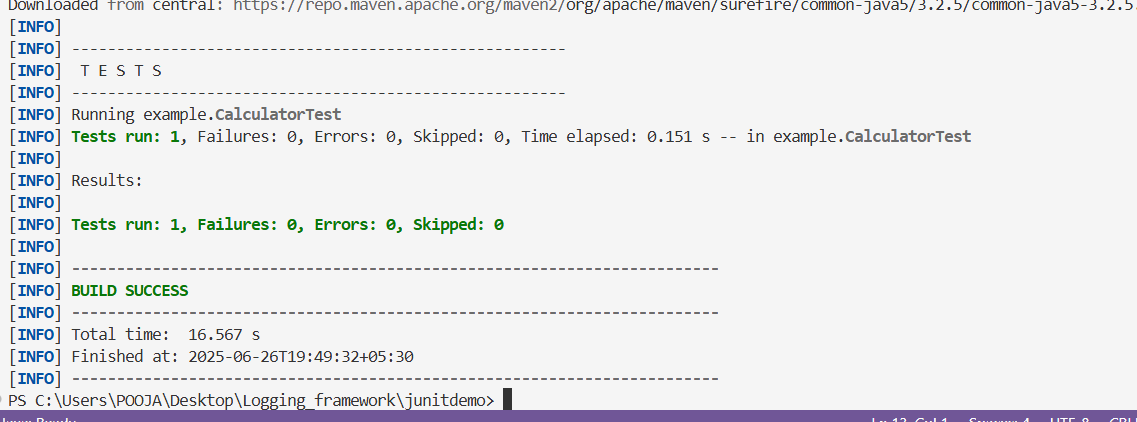 Downloaded from central: https://repo.maven.apache.org/maven2/org/apache/maven/surefire/common-java5/3.2.5/common-java5-3.2.5
[INFO]
[INFO] -------------------------------------------------------
[INFO]  T E S T S
[INFO] -------------------------------------------------------
[INFO] Running example.CalculatorTest
[INFO] Tests run: 1, Failures: 0, Errors: 0, Skipped: 0, Time elapsed: 0.151 s -- in example.CalculatorTest
[INFO]
[INFO] Results:
[INFO]
[INFO] Tests run: 1, Failures: 0, Errors: 0, Skipped: 0
[INFO]
[INFO] ------------------------------------------------------------------------
[INFO] BUILD SUCCESS
[INFO] ------------------------------------------------------------------------
[INFO] Total time:  16.567 s
[INFO] Finished at: 2025-06-26T19:49:32+05:30
[INFO] ------------------------------------------------------------------------
PS C:\Users\POOJA\Desktop\Logging_framework\junitdemo>